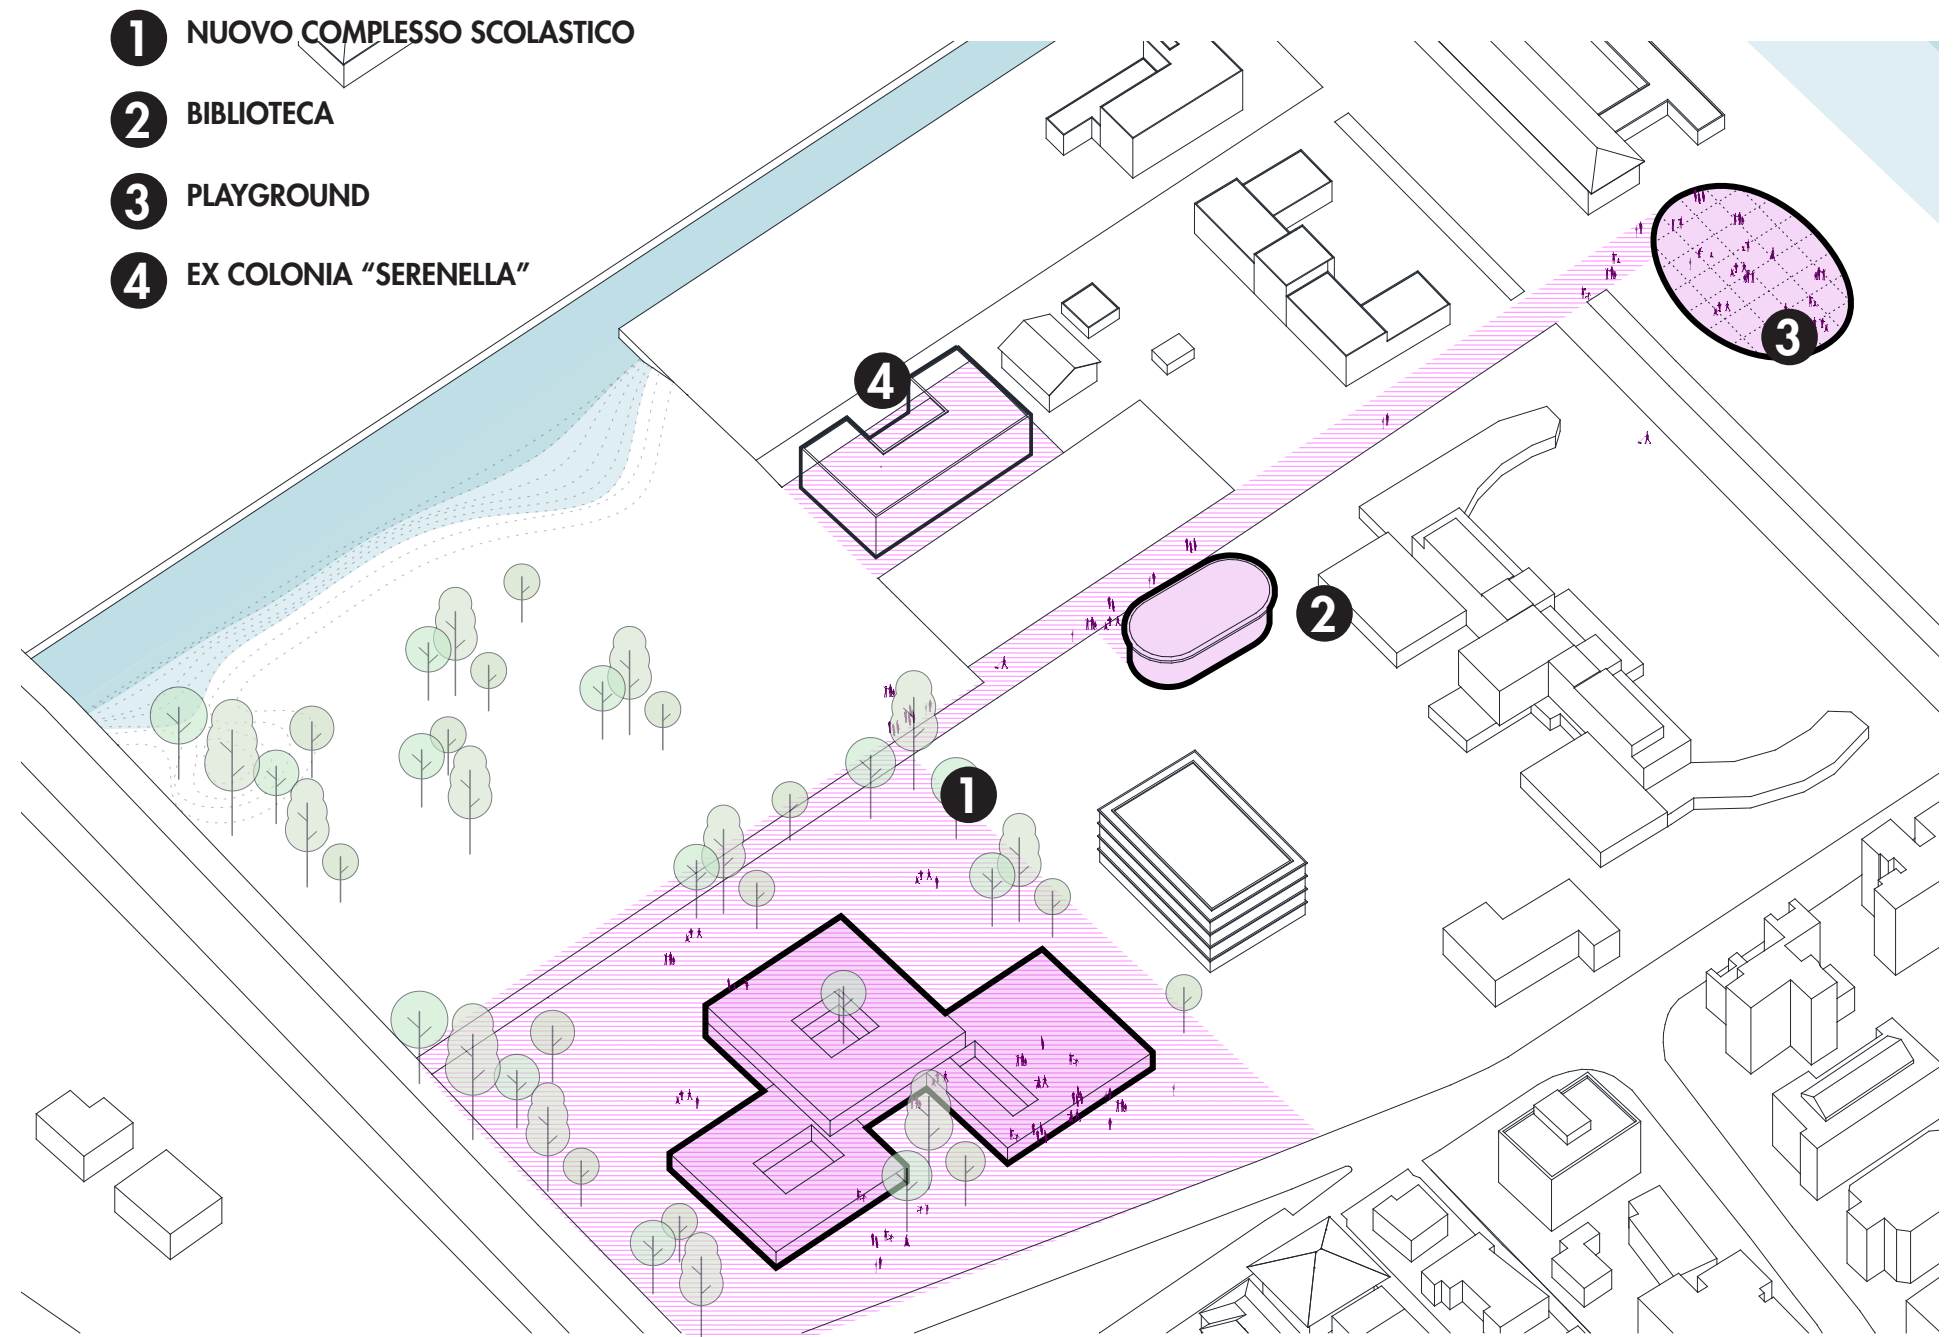 1 NUOVO COMPLESSO SCOLASTICO
2 BIBLIOTECA
3 PLAYGROUND
4 EX COLONIA “SERENELLA”
3
4
2
1